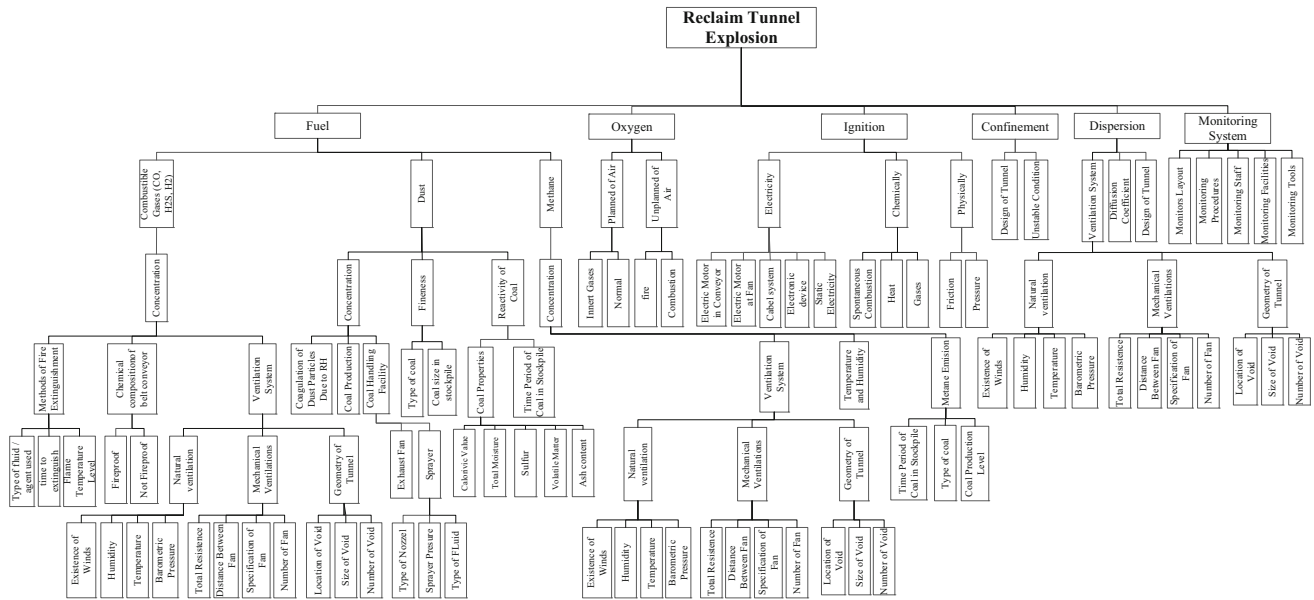 Reclaim Tunnel
Explosion
Fuel
Oxygen
Ignition
Confinement
Dispersion
Monitoring
System
Combustible
Gases (CO,
H2S, H2)
Dust
Methane
Planned of Air
Unplanned of
Air
Electricity
Chemically
Physically
Design of Tunnel
Unstable Condition
Ventilation System
Diffusion
Coefficient
Design of Tunnel
Monitors Layout
Monitoring
Procedures
Monitoring Staff
Monitoring Facilities
Monitoring Tools
Concentration
Concentration
Fineness
Reactivity of
Coal
Concentration
Innert Gases
Normal
fire
Combustion
Electric Motor
in Conveyor
Electric Motor
at Fan
Cabel system
Electronic
device
Static
Electricity
Spontaneous
Combustion
Heat
Gases
Friction
Pressure
Natural
ventilation
Mechanical
Ventilations
Geometry of
Tunnel
Methods of Fire
Extinguishment
Chemical
compositionof
belt conveyor
Ventilation
System
Coagulation of
Dust Particles
Due to RH
Coal Production
Coal Handling
Facility
Type of coal
Coal size in
stockpile
Coal Properties
Time Period of
Coal in Stockpile
Ventilation
System
Temperature
and Humidity
Metane Emision
Existence of
Winds
Humidity
Temperature
Barometric
Pressure
Total Resistence
Distance
Between Fan
Specification of
Fan
Number of Fan
Location of
Void
Size of Void
Number of Void
Type of fluid /
agent used
time to
extinguish
Flame
Temperature
Level
Fireproof
Not Fireproof
Natural
ventilation
Mechanical
Ventilations
Geometry of
Tunnel
Exhaust Fan
Sprayer
Calorivic Value
Total Moisture
Sulfur
Volatile Matter
Ash content
Natural
ventilation
Mechanical
Ventilations
Geometry of
Tunnel
Time Period of
Coal in Stockpile
Type of coal
Coal Production
Level
Existence of
Winds
Humidity
Temperature
Barometric
Pressure
Total Resistence
Distance Between
Fan
Specification of
Fan
Number of Fan
Location of Void
Size of Void
Number of Void
Type of Nozzel
Sprayer Presure
Type of FLuid
Existence of
Winds
Humidity
Temperature
Barometric
Pressure
Total Resistence
Distance
Between Fan
Specification of
Fan
Number of Fan
Location of
Void
Size of Void
Number of Void